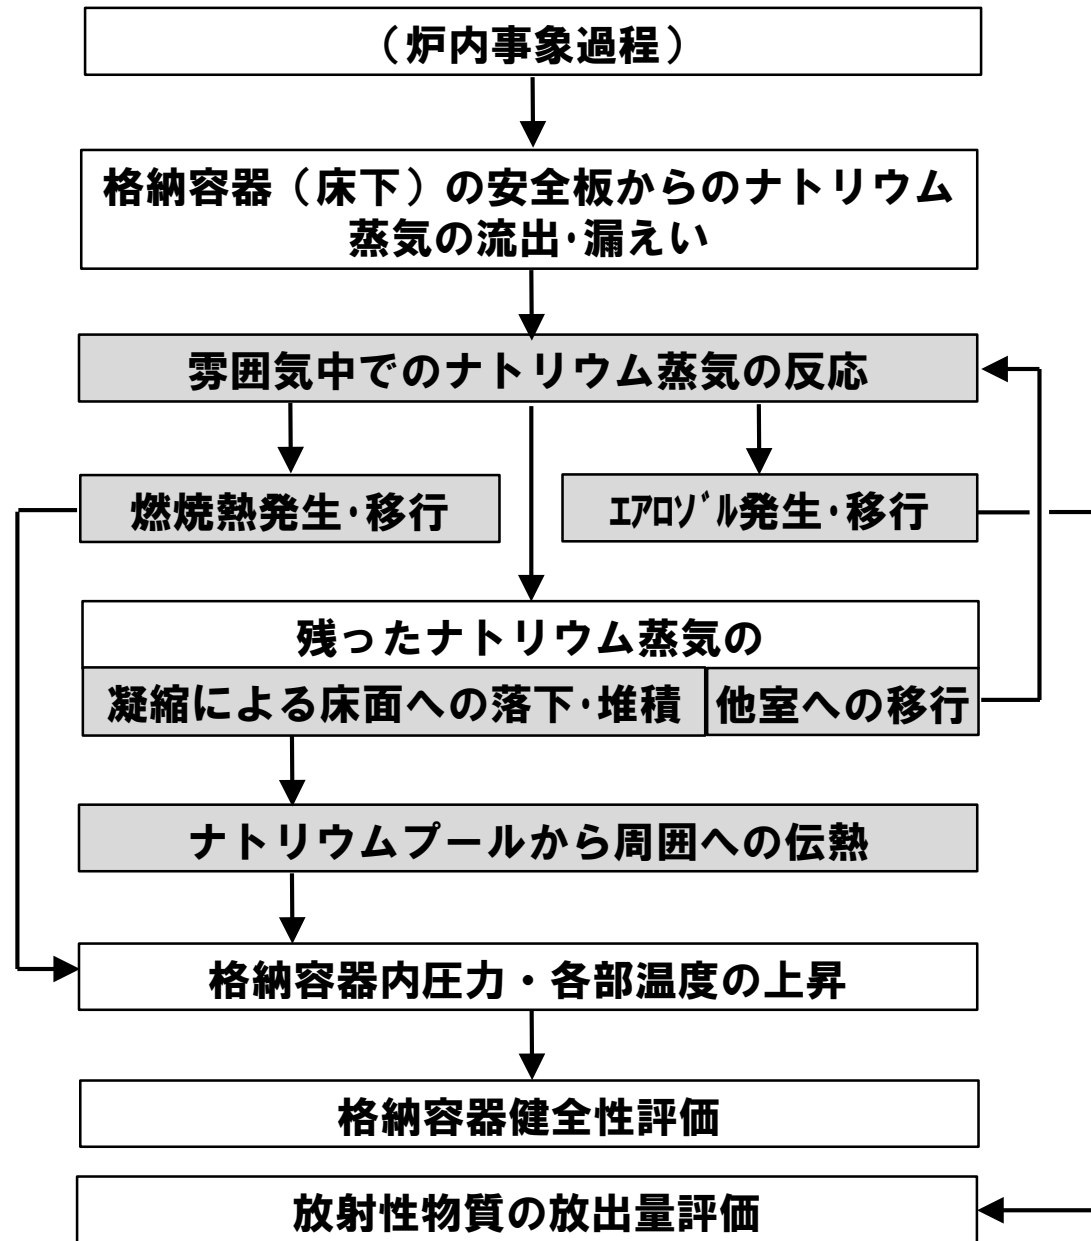 （炉内事象過程）
格納容器（床下）の安全板からのナトリウム
蒸気の流出･漏えい
雰囲気中でのナトリウム蒸気の反応
燃焼熱発生･移行
ｴｱﾛｿﾞﾙ発生･移行
残ったナトリウム蒸気の
凝縮による床面への落下･堆積
他室への移行
ナトリウムプールから周囲への伝熱
格納容器内圧力・各部温度の上昇
格納容器健全性評価
放射性物質の放出量評価